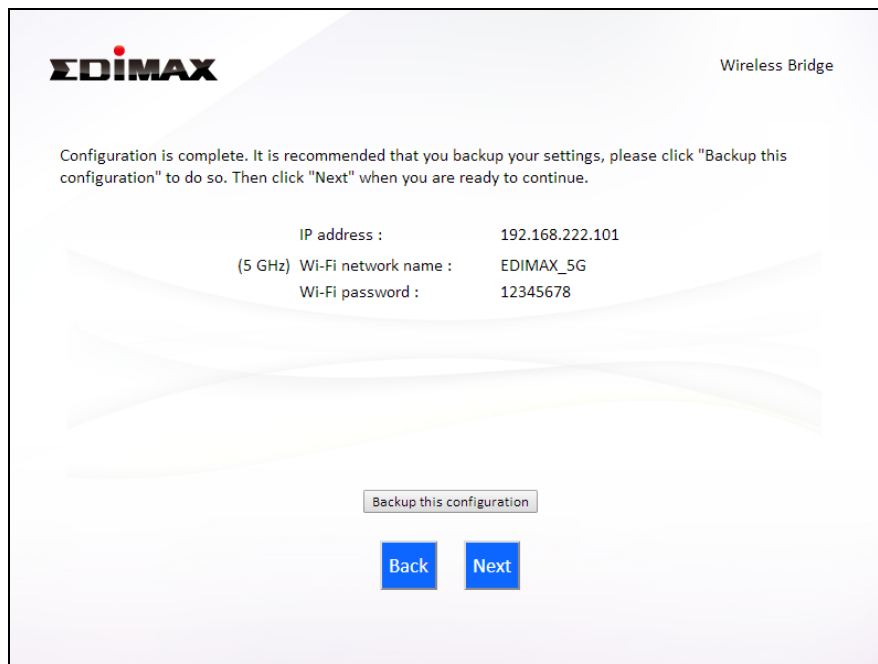 EDIMAX
Wireless Bridge
Configuration is complete. It is recommended that you backup your settings, please click "Backup this
configuration" to do so. Then click "Next" when you are ready to continue.
IP address : 192.168.222.101
(5 GHz) Wi-Fi network name : EDIMAX_5G
Wi-Fi password : 12345678
Backup this configuration
Back Next